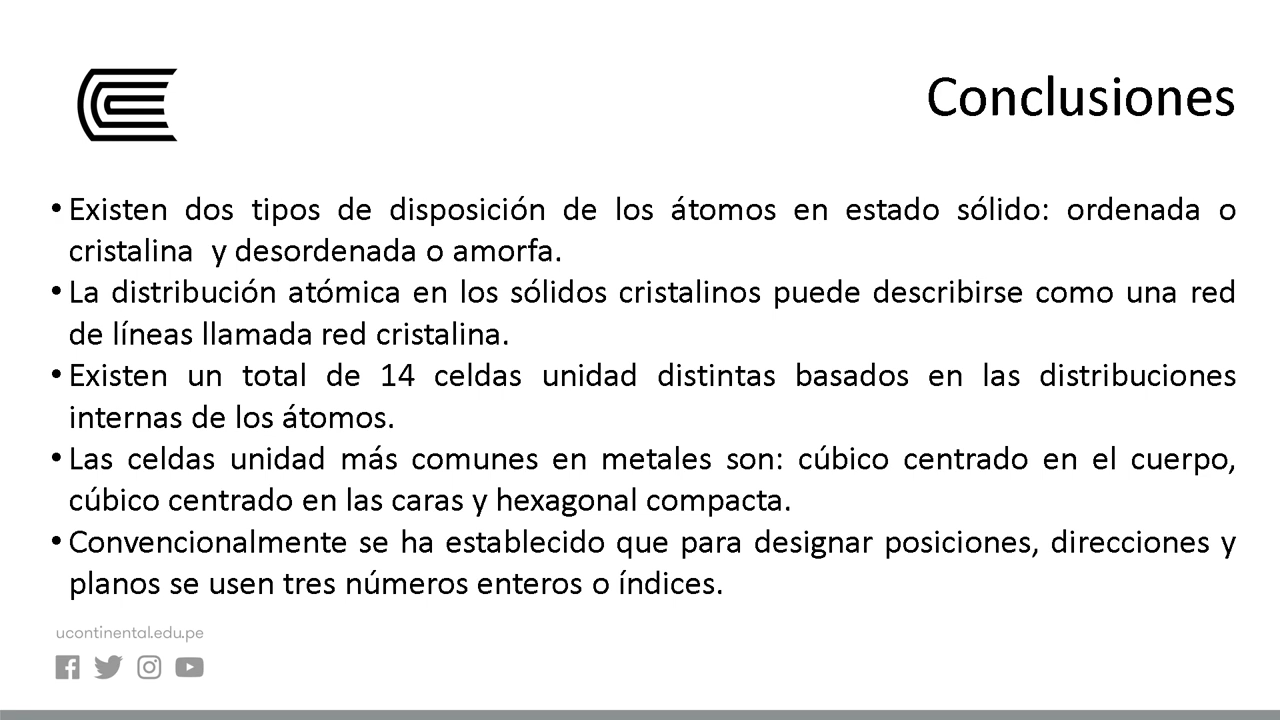 Conclusiones
• Existen dos tipos de disposición de los átomos en estado sólido: ordenada o
cristalina y desordenada o amorfa.
• La distribución atómica en los sólidos cristalinos puede describirse como una red
de líneas llamada red cristalina.
• Existen un total de 14 celdas unidad distintas basados en las distribuciones
internas de los átomos.
• Las celdas unidad más comunes en metales son: cúbico centrado en el cuerpo,
cúbico centrado en las caras y hexagonal compacta.
• Convencionalmente se ha establecido que para designar posiciones, direcciones y
planos se usen tres números enteros o índices.
ucontinental.edu.pe